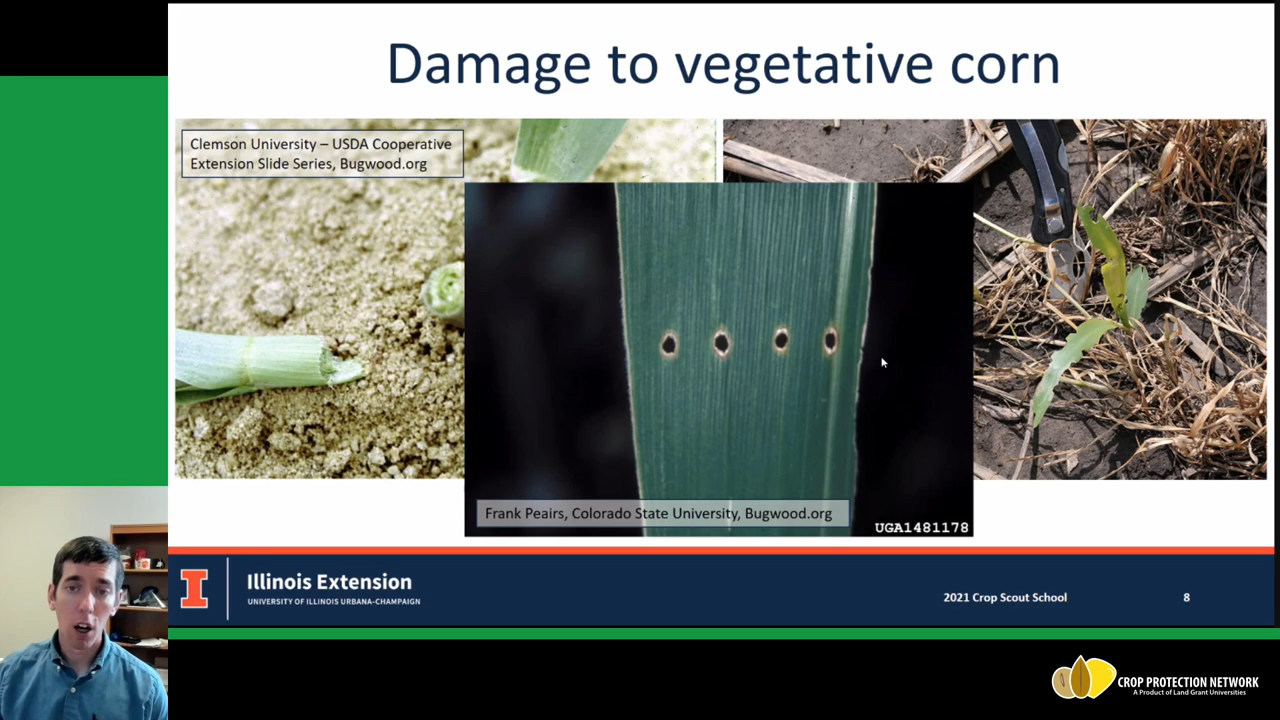 Damage to vegetative corn
Clemson University – USDA Cooperative
Extension Slide Series, Bugwood.org
Frank Peairs, Colorado State University, Bugwood.org
UGA1481178
I
Illinois Extension
UNIVERSITY OF ILLINOIS URBANA-CHAMPAIGN
2021 Crop Scout School
8
CROP PROTECTION NETWORK
A Product of Land Grant Universities